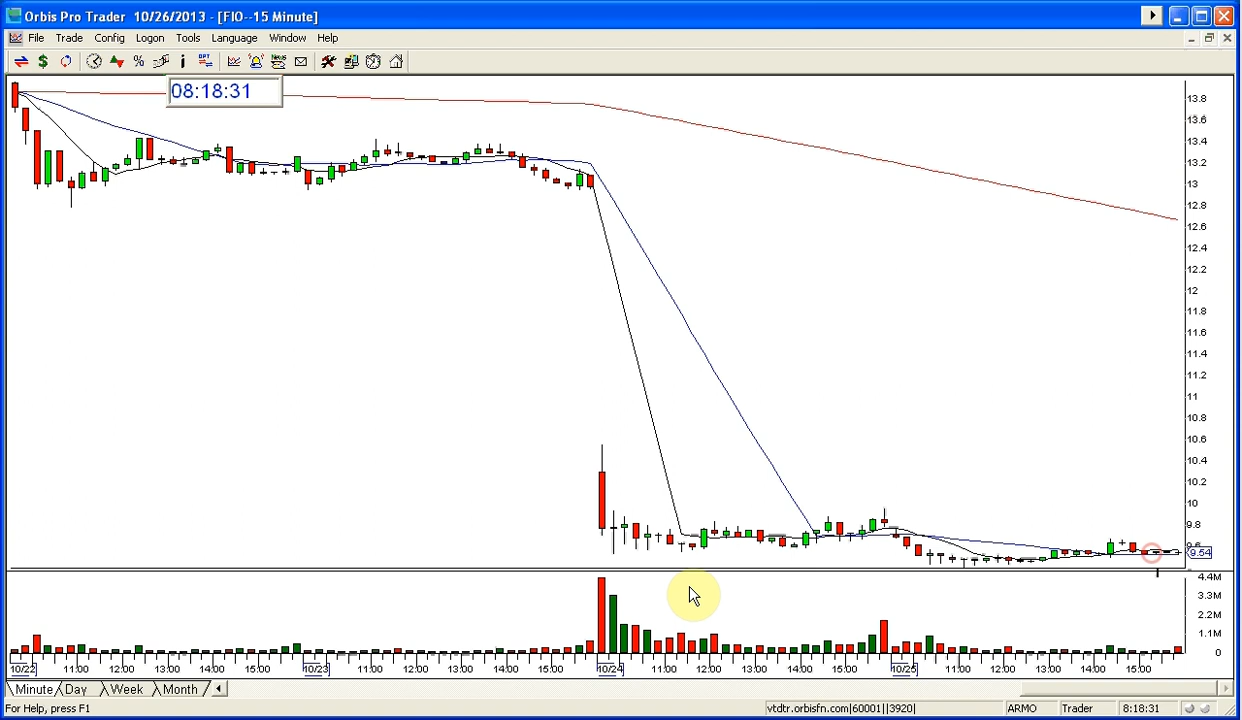 Orbis Pro Trader 10/26/2013 - [FIO--15 Minute]
File Trade Config Logon Tools Language Window Help
08:18:31
13.8
13.6
13.4
13.2
13
12.8
12.6
12.4
12.2
12
11.8
11.6
11.4
11.2
11
10.8
10.6
10.4
10.2
10
9.8
9.6
9.54
4.4M
3.3M
2.2M
1.1M
0
10/22 11:00 12:00 13:00 14:00 15:00 10/23 11:00 12:00 13:00 14:00 15:00 10/24 11:00 12:00 13:00 14:00 15:00 10/25 11:00 12:00 13:00 14:00 15:00
Minute Day Week Month
For Help, press F1 vtdtr.orbisfn.com|60001||3920| ARMO Trader 8:18:31